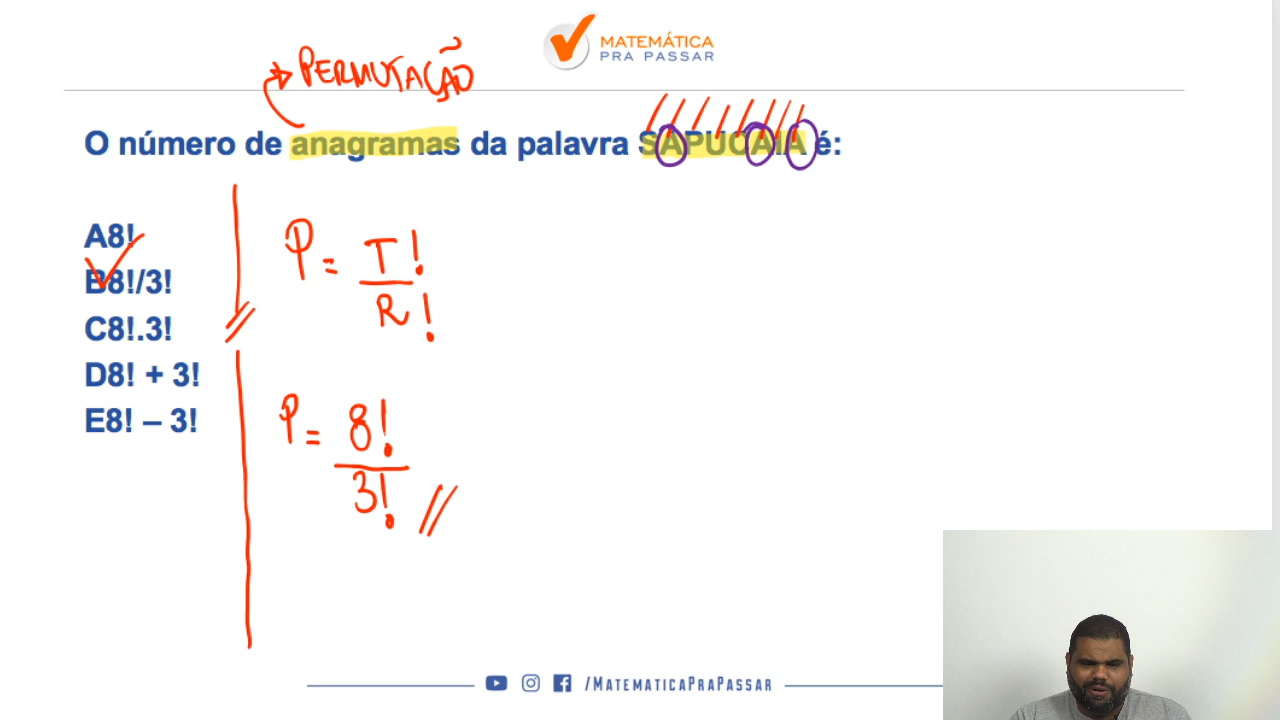 MATEMÁTICA
PRA PASSAR
PERMUTAÇÃO
O número de anagramas da palavra SAPUCAIA é:
A8!
B8!/3!
C8!.3!
D8! + 3!
E8! – 3!
P = T!
R!
P = 8!
3!
/MATEMATICAPRAPASSAR